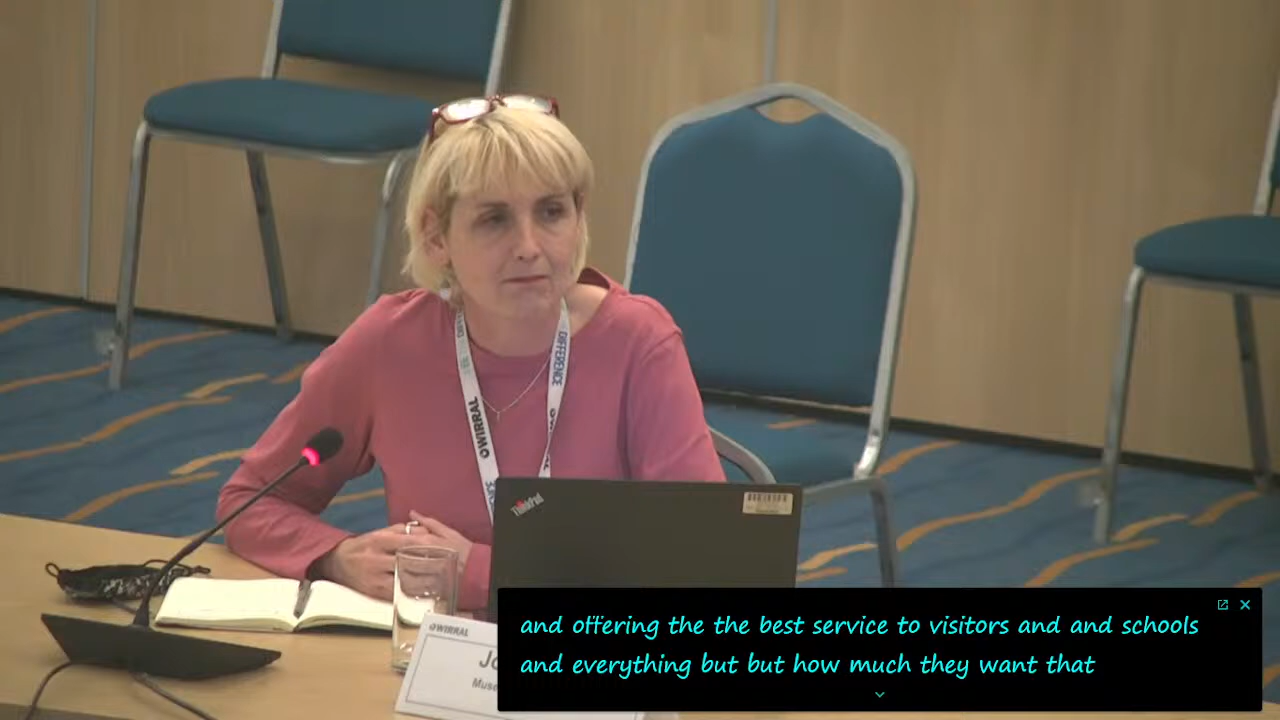 DIFFERENCE
WIRRAL
ThinkPad
WIRRAL
and offering the the best service to visitors and and schools
and everything but but how much they want that